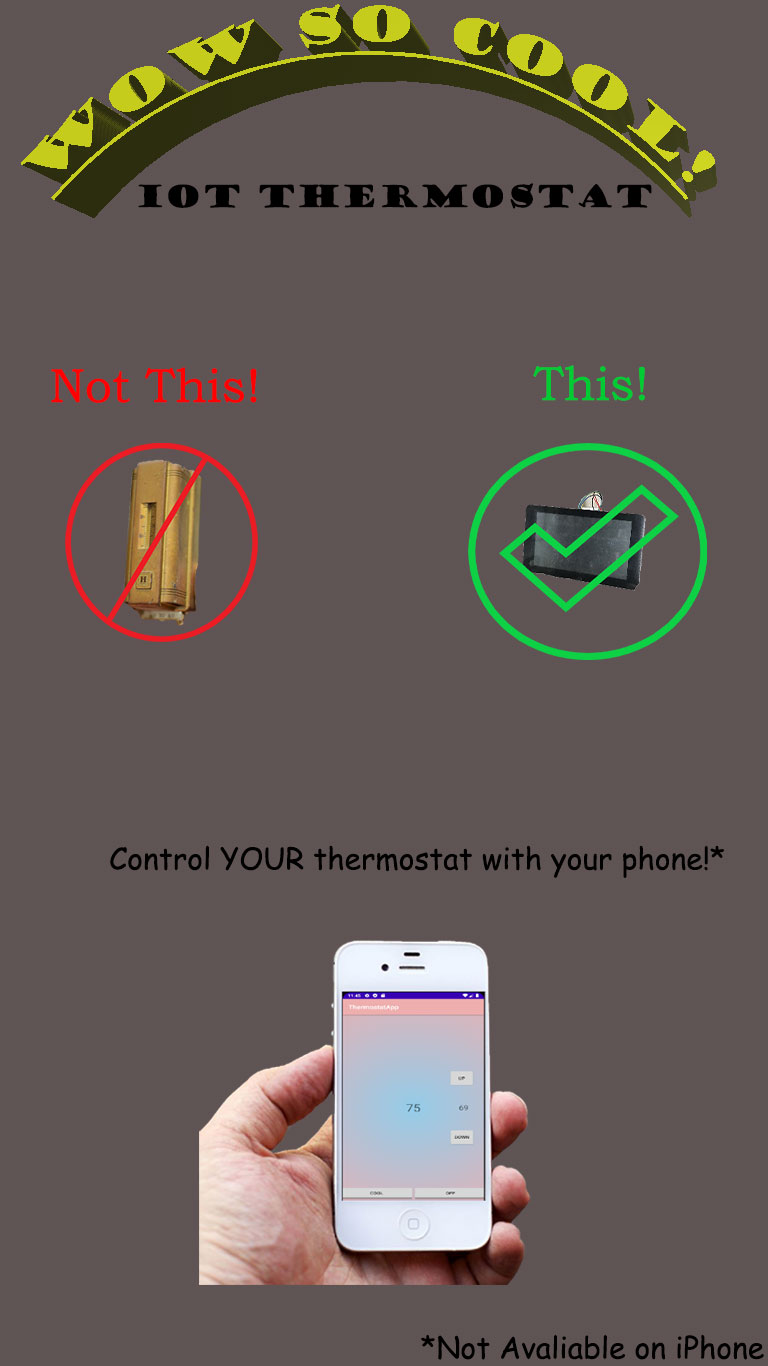 WOW SO COOL!
IOT THERMOSTAT
Not This!
This!
H
Control YOUR thermostat with your phone!*
11:45
ThermostatApp
UP
75
69
DOWN
COOL
OFF
*Not Avaliable on iPhone